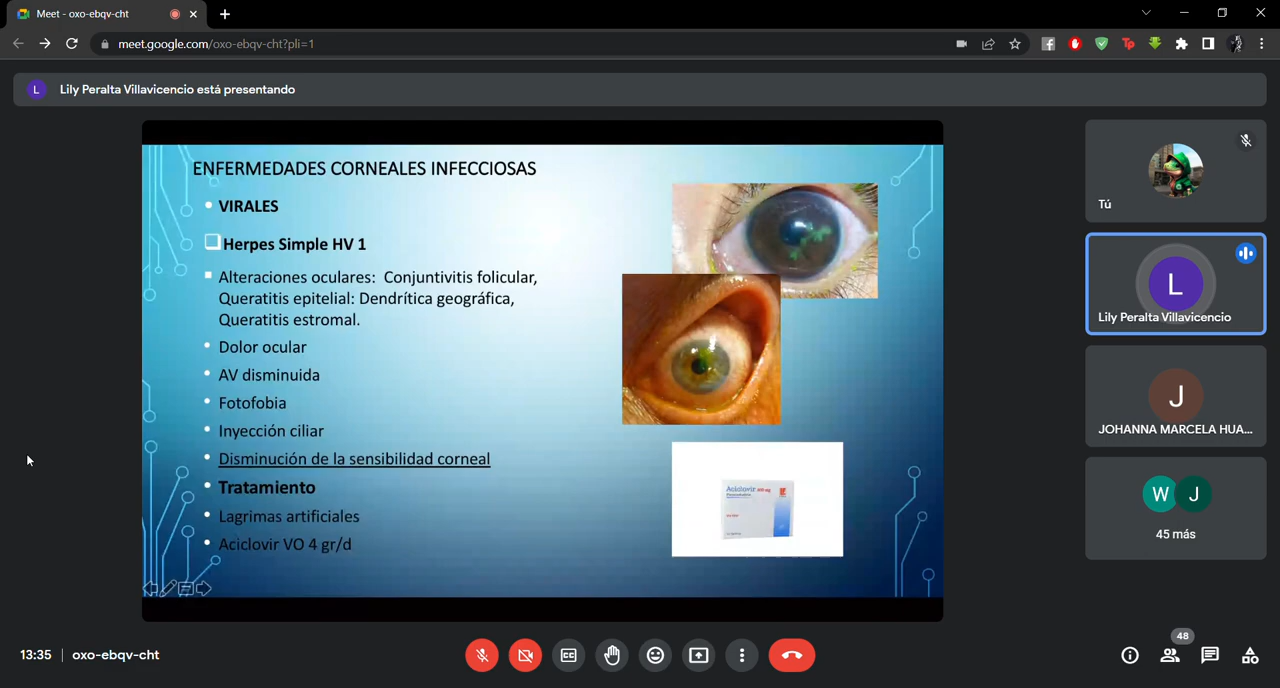 Meet - oxo-ebqv-cht
meet.google.com/oxo-ebqv-cht?pli=1
L
Lily Peralta Villavicencio está presentando
ENFERMEDADES CORNEALES INFECCIOSAS
VIRALES
Herpes Simple HV 1
Alteraciones oculares: Conjuntivitis folicular,
Queratitis epitelial: Dendrítica geográfica,
Queratitis estromal.
Dolor ocular
AV disminuida
Fotofobia
Inyección ciliar
Disminución de la sensibilidad corneal
Tratamiento
Lagrimas artificiales
Aciclovir VO 4 gr/d
Aciclovir
Tú
L
Lily Peralta Villavicencio
J
JOHANNA MARCELA HUA...
W J
45 más
13:35 | oxo-ebqv-cht
48